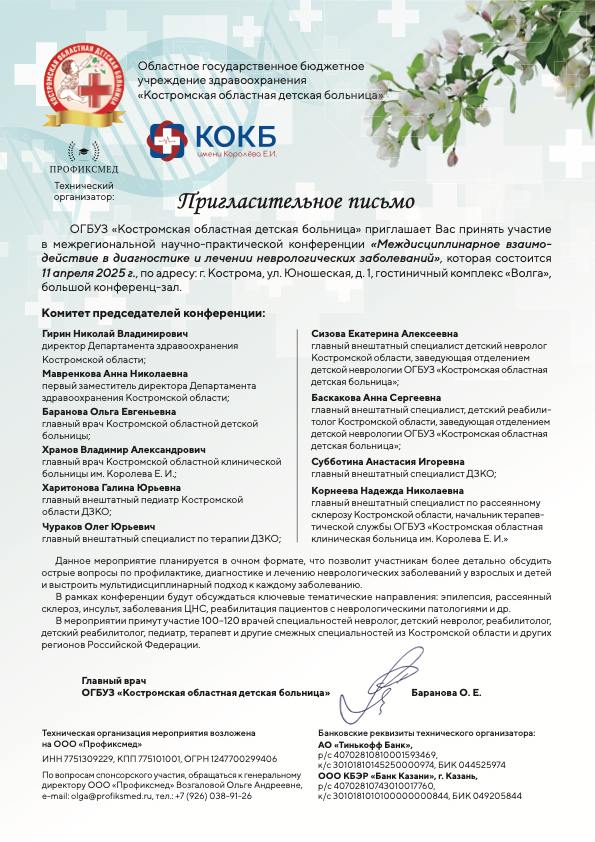 КОСТРОМСКАЯ ОБЛАСТНАЯ ДЕТСКАЯ БОЛЬНИЦА
Областное государственное бюджетное
учреждение здравоохранения
«Костромская областная детская больница»
КОКБ
имени Королёва Е.И.
ПРОФИКСМЕД
Технический
организатор:
Пригласительное письмо
ОГБУЗ «Костромская областная детская больница» приглашает Вас принять участие
в межрегиональной научно-практической конференции «Междисциплинарное взаимо-
действие в диагностике и лечении неврологических заболеваний», которая состоится
11 апреля 2025 г., по адресу: г. Кострома, ул. Юношеская, д. 1, гостиничный комплекс «Волга»,
большой конференц-зал.
Комитет председателей конференции:
Гирин Николай Владимирович
директор Департамента здравоохранения
Костромской области;
Мавренкова Анна Николаевна
первый заместитель директора Департамента
здравоохранения Костромской области;
Баранова Ольга Евгеньевна
главный врач Костромской областной детской
больницы;
Храмов Владимир Александрович
главный врач Костромской областной клинической
больницы им. Королева Е. И.;
Харитонова Галина Юрьевна
главный внештатный педиатр Костромской
области ДЗКО;
Чураков Олег Юрьевич
главный внештатный специалист по терапии ДЗКО;
Сизова Екатерина Алексеевна
главный внештатный специалист детский невролог
Костромской области, заведующая отделением
детской неврологии ОГБУЗ «Костромская областная
детская больница»;
Баскакова Анна Сергеевна
главный внештатный специалист, детский реабили-
толог Костромской области, заведующая отделением
детской неврологии ОГБУЗ «Костромская областная
детская больница»;
Субботина Анастасия Игоревна
главный внештатный специалист ДЗКО;
Корнеева Надежда Николаевна
главный внештатный специалист по рассеянному
склерозу Костромской области, начальник терапев-
тической службы ОГБУЗ «Костромская областная
клиническая больница им. Королева Е. И.»
Данное мероприятие планируется в очном формате, что позволит участникам более детально обсудить
острые вопросы по профилактике, диагностике и лечению неврологических заболеваний у взрослых и детей
и выстроить мультидисциплинарный подход к каждому заболеванию.
В рамках конференции будут обсуждаться ключевые тематические направления: эпилепсия, рассеянный
склероз, инсульт, заболевания ЦНС, реабилитация пациентов с неврологическими патологиями и др.
В мероприятии примут участие 100–120 врачей специальностей невролог, детский невролог, реабилитолог,
детский реабилитолог, педиатр, терапевт и другие смежных специальностей из Костромской области и других
регионов Российской Федерации.
Главный врач
ОГБУЗ «Костромская областная детская больница»
Баранова О. Е.
Техническая организация мероприятия возложена
на ООО «Профиксмед»
ИНН 7751309229, КПП 775101001, ОГРН 1247700299406
По вопросам спонсорского участия, обращаться к генеральному
директору ООО «Профиксмед» Возгаловой Ольге Андреевне,
e-mail: olga@profiksmed.ru, тел.: +7 (926) 038-91-26
Банковские реквизиты технического организатора:
АО «Тинькофф Банк»,
р/с 40702810810001593469,
к/с 30101810145250000974, БИК 044525974
ООО КБЭР «Банк Казани», г. Казань,
р/с 40702810743010017760,
к/с 3010181010100000000844, БИК 049205844